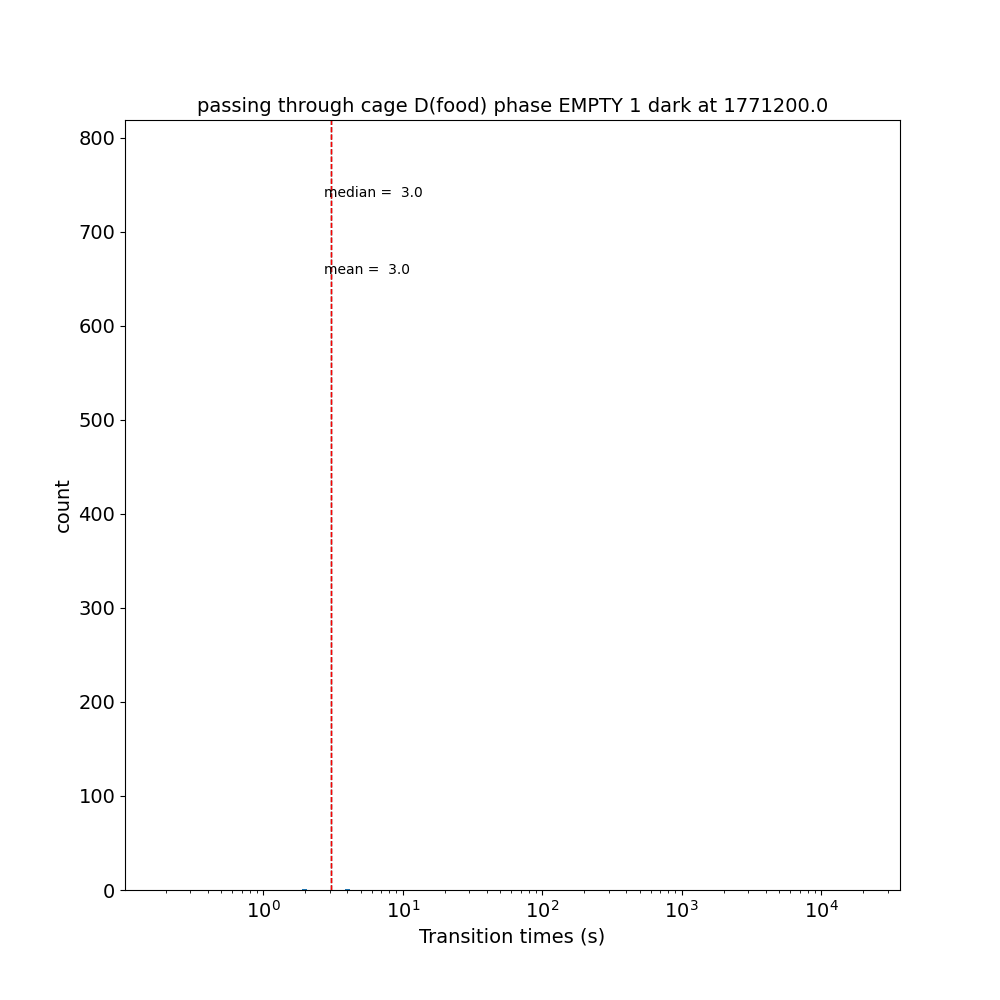 passing through cage D(food) phase EMPTY 1 dark at 1771200.0
800
median =  3.0
700
mean =  3.0
600
500
count
400
300
200
100
0
10^0 10^1 10^2 10^3 10^4
Transition times (s)